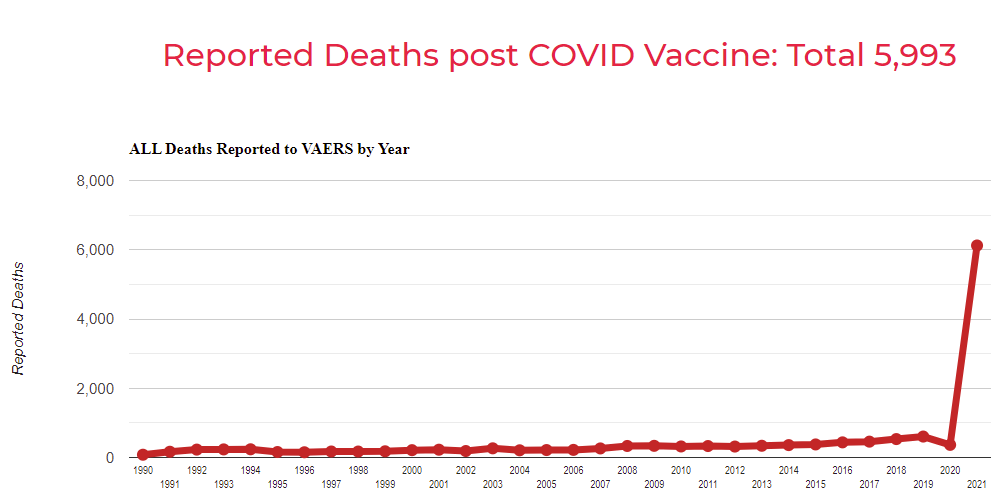 Reported Deaths post COVID Vaccine: Total 5,993
ALL Deaths Reported to VAERS by Year
8,000
6,000
4,000
2,000
0
Reported Deaths
1990 1992 1994 1996 1998 2000 2002 2004 2006 2008 2010 2012 2014 2016 2018 2020
1991 1993 1995 1997 1999 2001 2003 2005 2007 2009 2011 2013 2015 2017 2019 2021